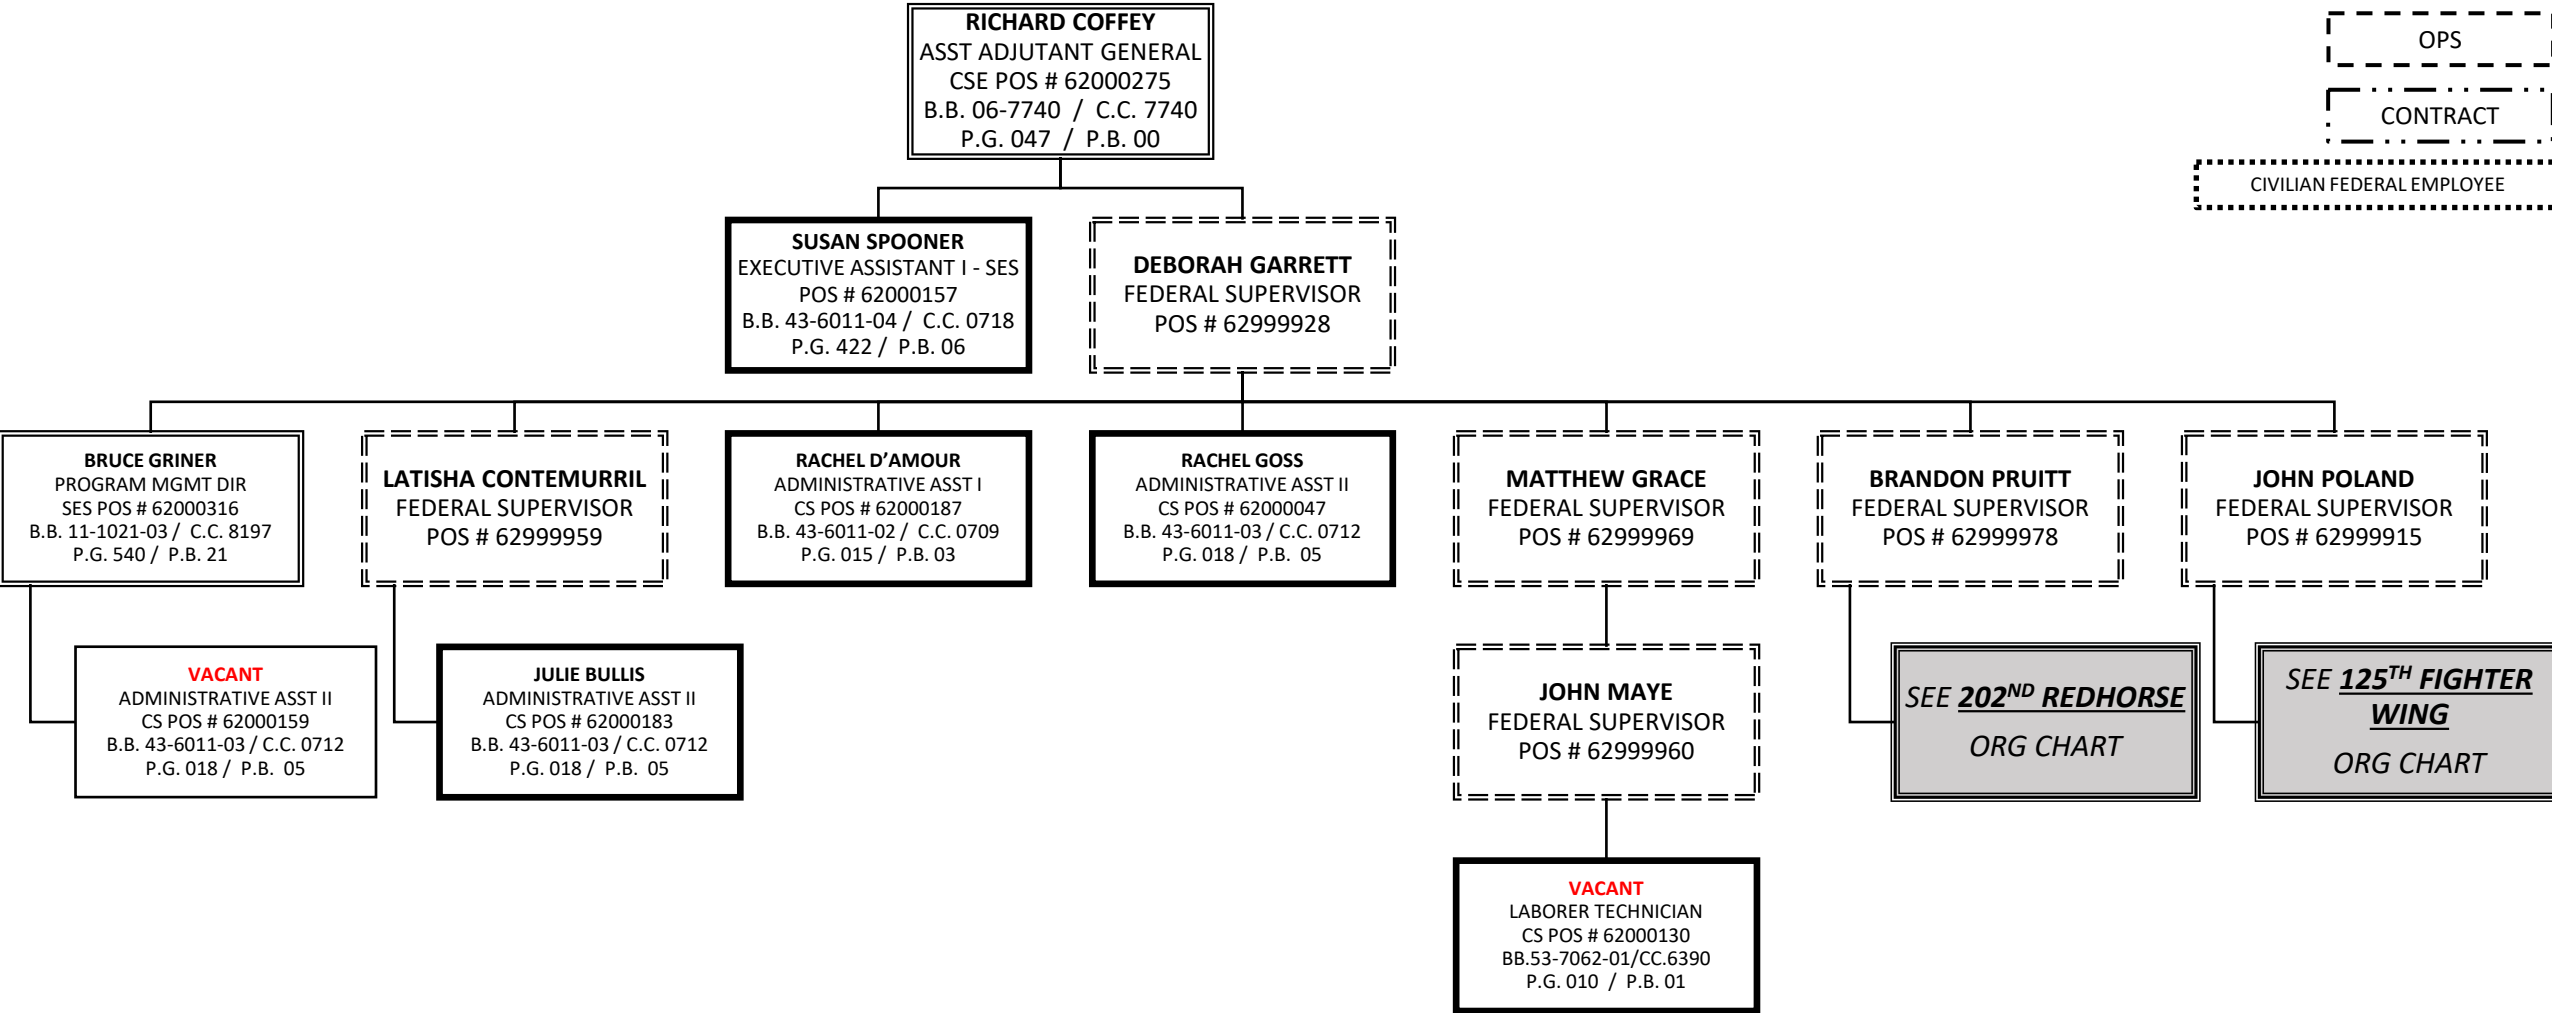 RICHARD COFFEY
ASST ADJUTANT GENERAL
CSE POS # 62000275
B.B. 06-7740 / C.C. 7740
P.G. 047 / P.B. 00
OPS
CONTRACT
CIVILIAN FEDERAL EMPLOYEE
SUSAN SPOONER
EXECUTIVE ASSISTANT I - SES
POS # 62000157
B.B. 43-6011-04 / C.C. 0718
P.G. 422 / P.B. 06
DEBORAH GARRETT
FEDERAL SUPERVISOR
POS # 62999928
BRUCE GRINER
PROGRAM MGMT DIR
SES POS # 62000316
B.B. 11-1021-03 / C.C. 8197
P.G. 540 / P.B. 21
LATISHA CONTEMURRIL
FEDERAL SUPERVISOR
POS # 62999959
RACHEL D’AMOUR
ADMINISTRATIVE ASST I
CS POS # 62000187
B.B. 43-6011-02 / C.C. 0709
P.G. 015 / P.B. 03
RACHEL GOSS
ADMINISTRATIVE ASST II
CS POS # 62000047
B.B. 43-6011-03 / C.C. 0712
P.G. 018 / P.B. 05
MATTHEW GRACE
FEDERAL SUPERVISOR
POS # 62999969
BRANDON PRUITT
FEDERAL SUPERVISOR
POS # 62999978
JOHN POLAND
FEDERAL SUPERVISOR
POS # 62999915
VACANT
ADMINISTRATIVE ASST II
CS POS # 62000159
B.B. 43-6011-03 / C.C. 0712
P.G. 018 / P.B. 05
JULIE BULLIS
ADMINISTRATIVE ASST II
CS POS # 62000183
B.B. 43-6011-03 / C.C. 0712
P.G. 018 / P.B. 05
JOHN MAYE
FEDERAL SUPERVISOR
POS # 62999960
SEE 202ND REDHORSE
ORG CHART
SEE 125TH FIGHTER
WING
ORG CHART
VACANT
LABORER TECHNICIAN
CS POS # 62000130
BB.53-7062-01/CC.6390
P.G. 010 / P.B. 01